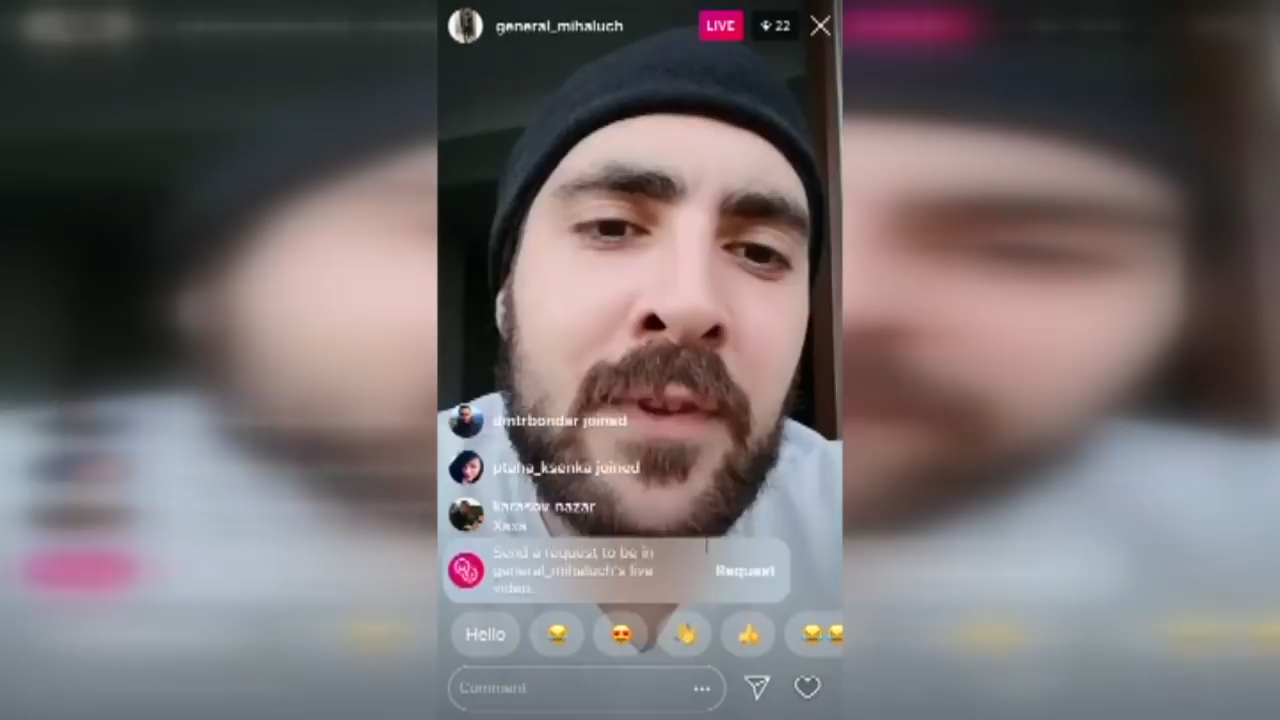 general_mihaluch
LIVE
22
dmtrbondar joined
ptaha_ksenka joined
karasov_nazar
Хаха
Send a request to be in
general_mihaluch's live
video.
Request
Hello
Comment